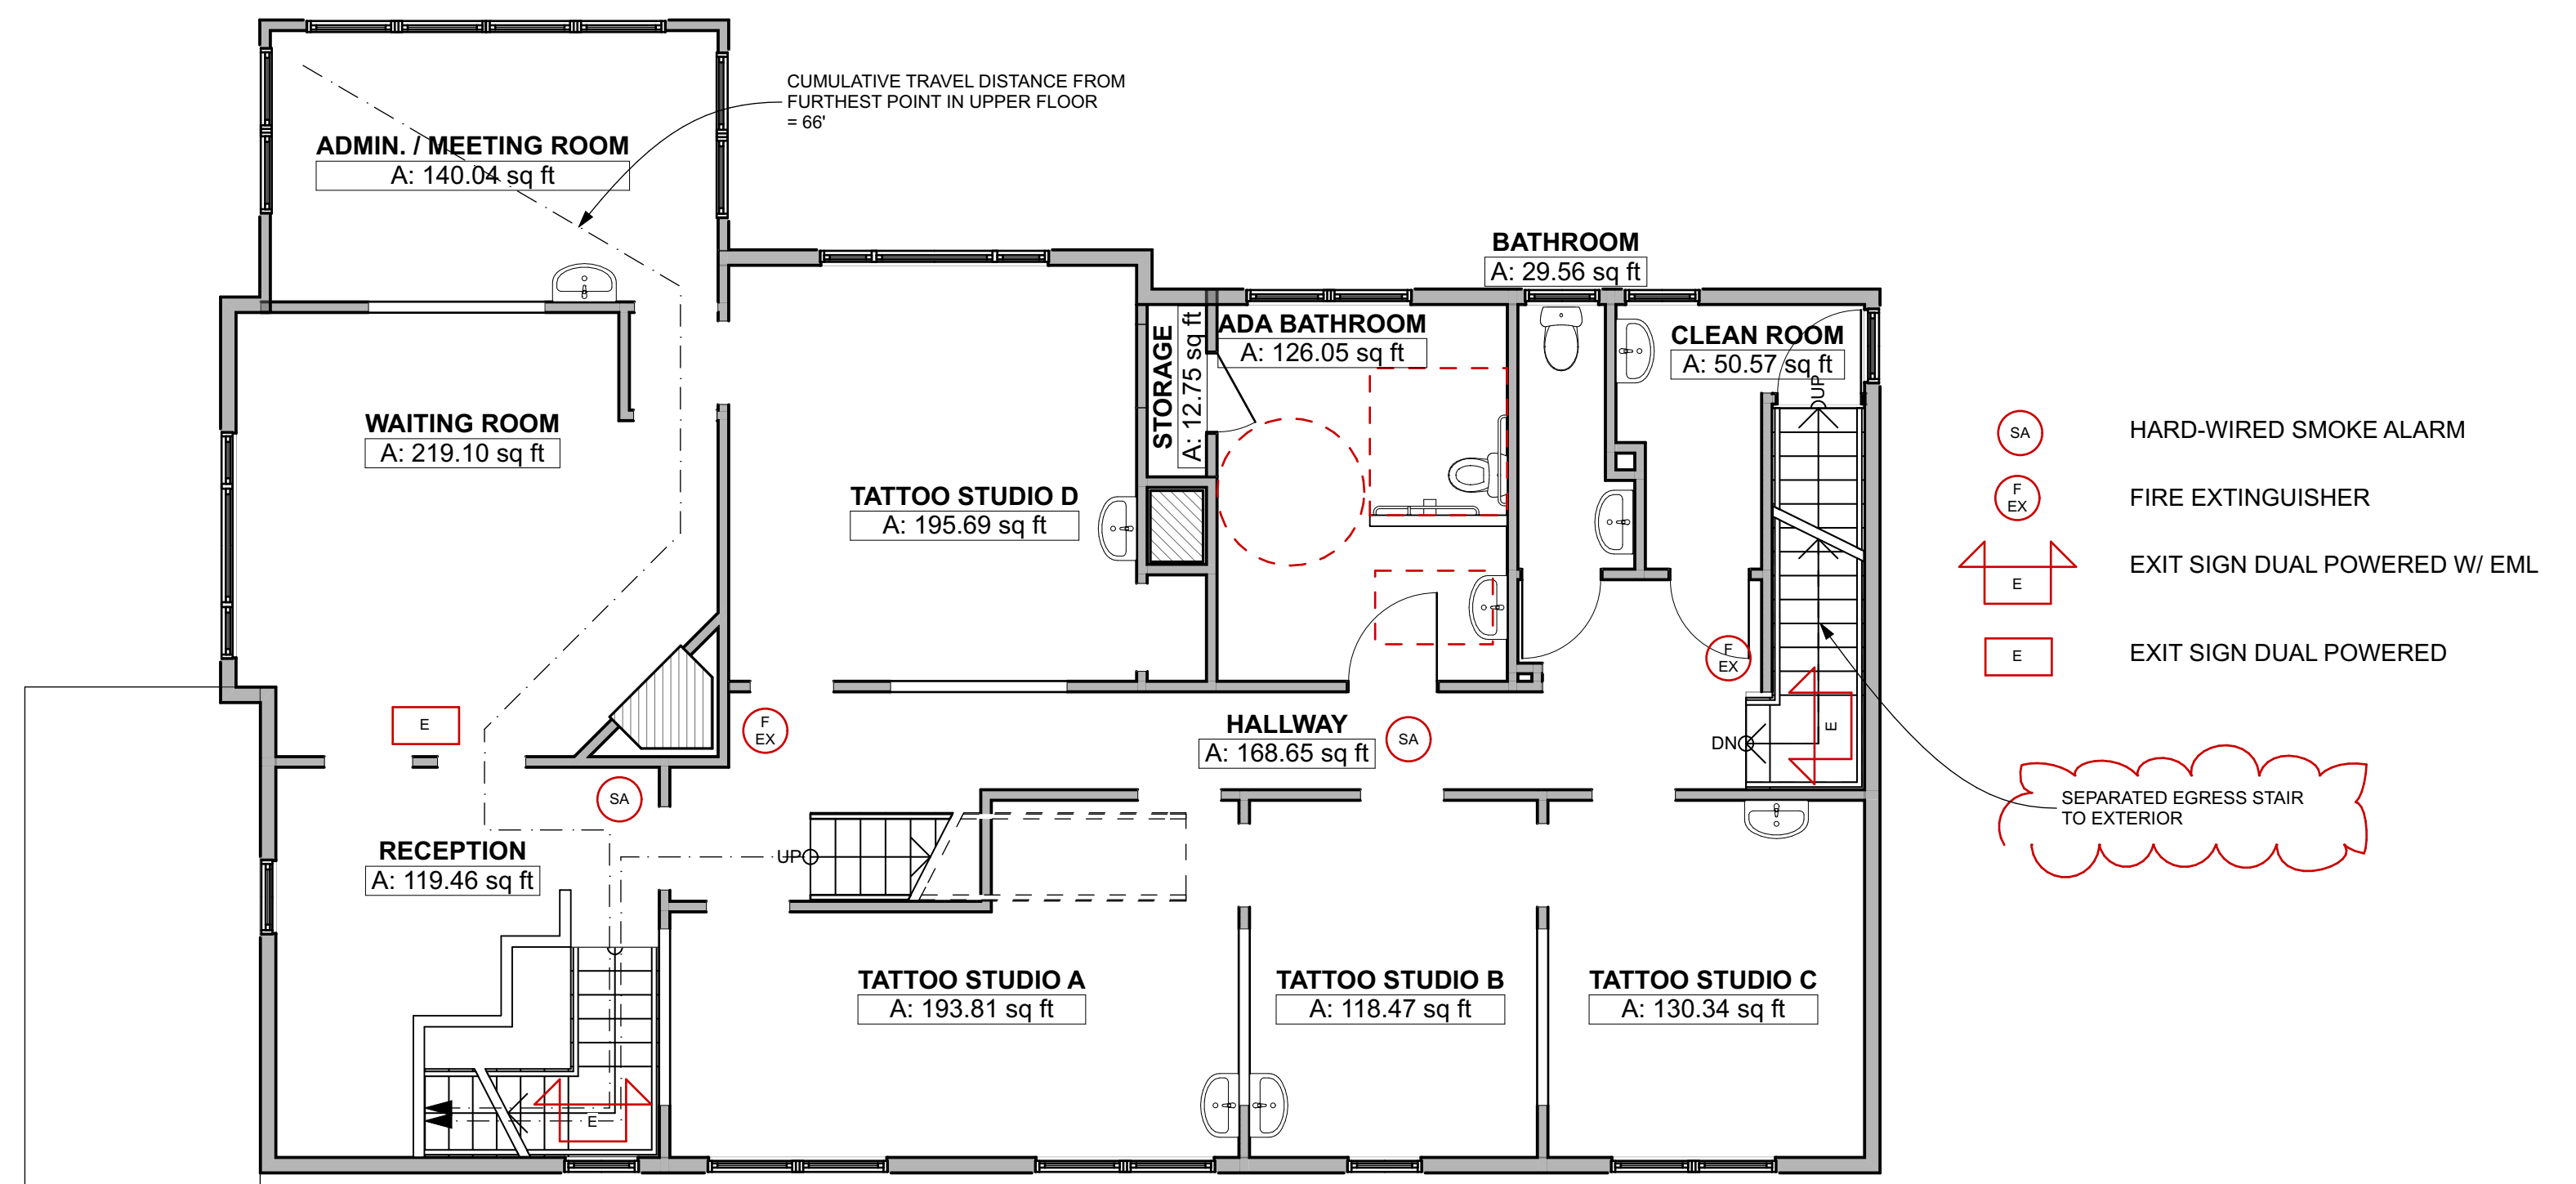 CUMULATIVE TRAVEL DISTANCE FROM
FURTHEST POINT IN UPPER FLOOR
= 66'
ADMIN. / MEETING ROOM
A: 140.04 sq ft
BATHROOM
A: 29.56 sq ft
STORAGE
A: 12.75 sq ft
ADA BATHROOM
A: 126.05 sq ft
CLEAN ROOM
A: 50.57 sq ft
UP
WAITING ROOM
A: 219.10 sq ft
TATTOO STUDIO D
A: 195.69 sq ft
SA
HARD-WIRED SMOKE ALARM
F
EX
FIRE EXTINGUISHER
E
EXIT SIGN DUAL POWERED W/ EML
E
EXIT SIGN DUAL POWERED
F
EX
E
F
EX
HALLWAY
A: 168.65 sq ft
SA
DN
E
SA
SEPARATED EGRESS STAIR
TO EXTERIOR
RECEPTION
A: 119.46 sq ft
UP
TATTOO STUDIO A
A: 193.81 sq ft
TATTOO STUDIO B
A: 118.47 sq ft
TATTOO STUDIO C
A: 130.34 sq ft
E